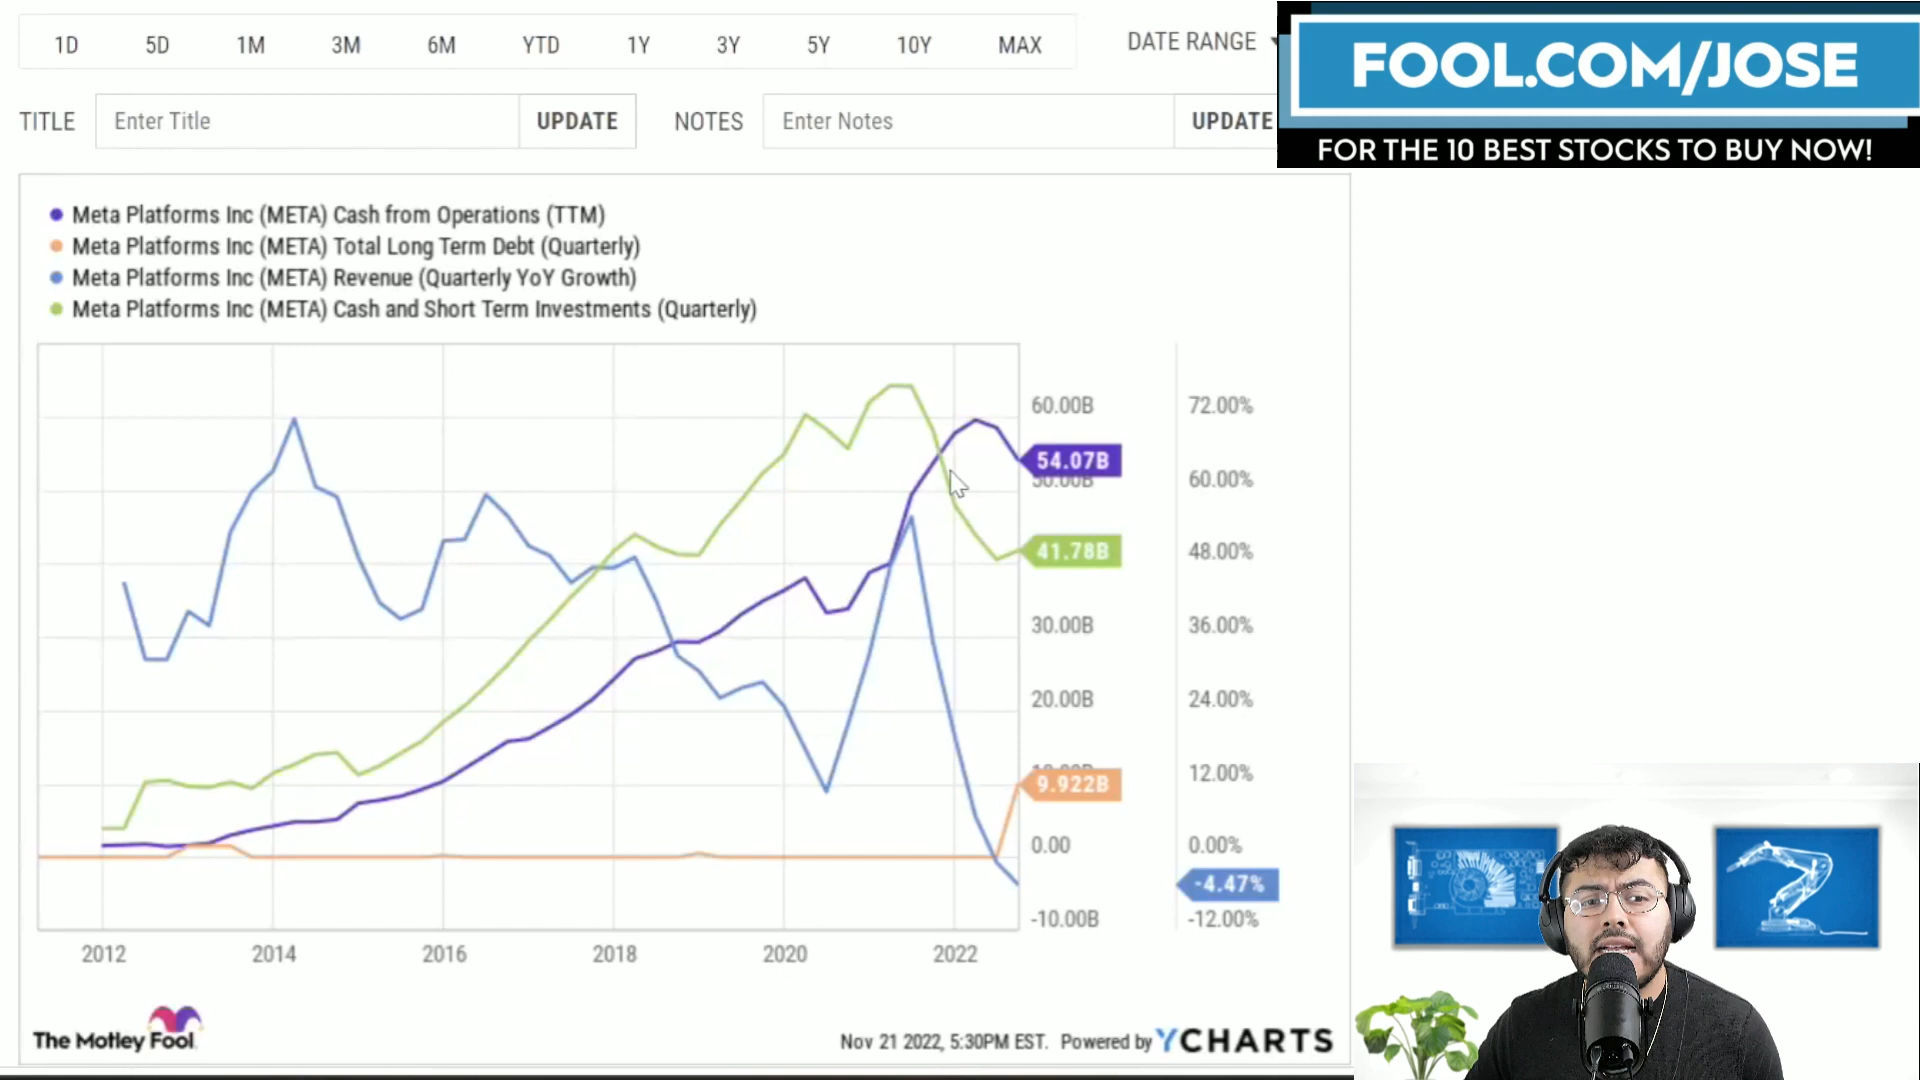 1D 5D 1M 3M 6M YTD 1Y 3Y 5Y 10Y MAX DATE RANGE
FOOL.COM/JOSE
FOR THE 10 BEST STOCKS TO BUY NOW!
TITLE Enter Title UPDATE NOTES Enter Notes UPDATE
Meta Platforms Inc (META) Cash from Operations (TTM)
Meta Platforms Inc (META) Total Long Term Debt (Quarterly)
Meta Platforms Inc (META) Revenue (Quarterly YoY Growth)
Meta Platforms Inc (META) Cash and Short Term Investments (Quarterly)
60.00B 72.00%
54.07B
50.00B 60.00%
41.78B 48.00%
30.00B 36.00%
20.00B 24.00%
12.00%
9.922B
0.00 0.00%
-4.47%
-10.00B -12.00%
2012 2014 2016 2018 2020 2022
The Motley Fool
Nov 21 2022, 5:30PM EST. Powered by YCHARTS